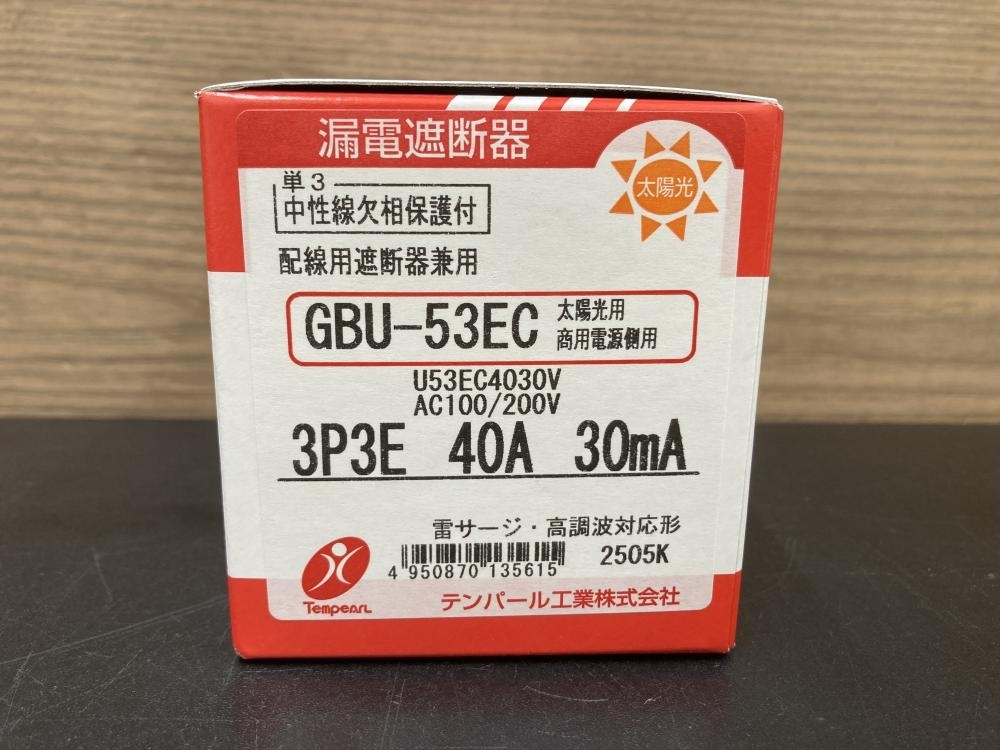 漏電遮断器
太陽光
単3
中性線欠相保護付
配線用遮断器兼用
GBU-53EC
太陽光用
商用電源側用
U53EC4030V
AC100/200V
3P3E 40A 30mA
雷サージ・高調波対応形
4 950870 135615
2505K
TEMPEARL
テンパール工業株式会社